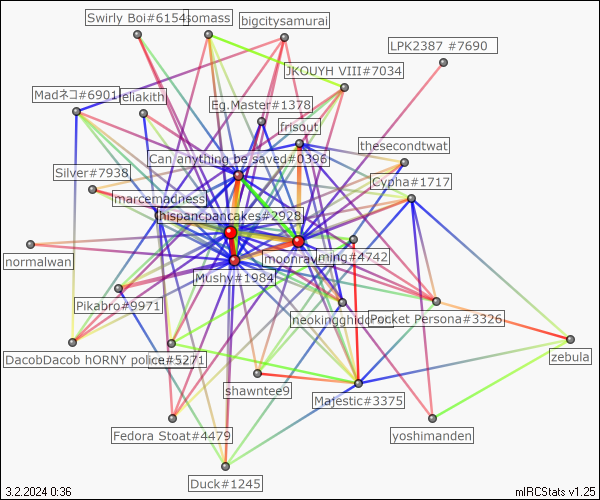 Swirly Boi#6154
somass
bigcitysamurai
LPK2387 #7690
JKOUYH VIII#7034
Madネコ#6901
eliakith
Eg.Master#1378
frisout
thesecondtwat
Can anything be saved#0396
Silver#7938
Cypha#1717
marcemadness
hispancpancakes#2928
normalwan
moonrav
ming#4742
Mushy#1984
Pikabro#9971
neokingghido
Pocket Persona#3326
DacobDacob hORNY police#5271
zebula
shawntee9
Majestic#3375
Fedora Stoat#4479
yoshimanden
Duck#1245
3.2.2024 0:36
mIRCStats v1.25